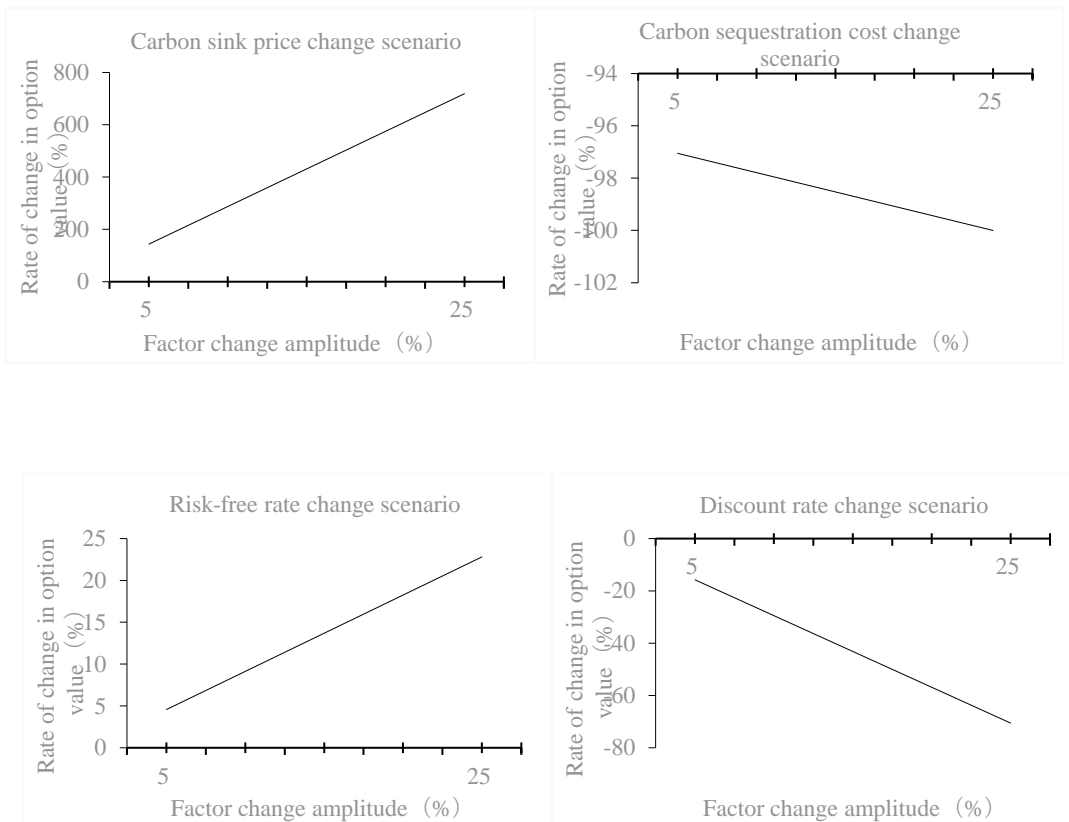 Carbon sink price change scenario
800
600
400
200
0
Rate of change in option
value (%)
5
25
Factor change amplitude（%）
Carbon sequestration cost change
scenario
-94
-96
-98
-100
-102
Rate of change in option
value（%）
5
25
Factor change amplitude（%）
Risk-free rate change scenario
25
20
15
10
5
0
Rate of change in option
value（%）
5
25
Factor change amplitude（%）
Discount rate change scenario
0
-20
-40
-60
-80
Rate of change in option
value（%）
5
25
Factor change amplitude（%）